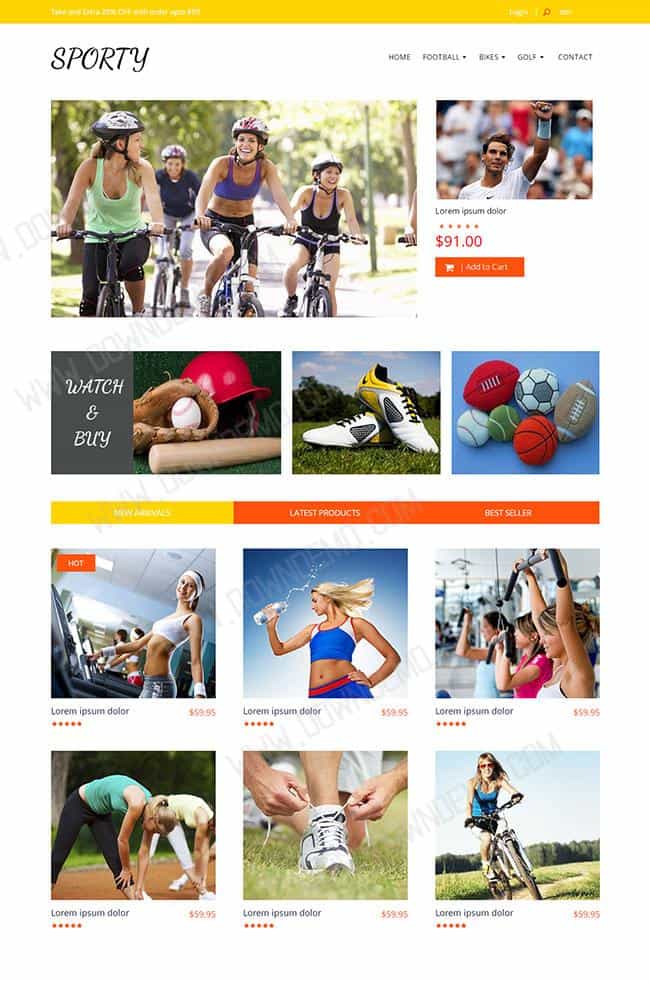 Take and Extra 20% OFF with order upto $99
Login |
SPORTY
HOME FOOTBALL BIKES GOLF CONTACT
Lorem ipsum dolor
$91.00
| Add to Cart
WATCH
&
BUY
NEW ARRIVALS LATEST PRODUCTS BEST SELLER
HOT
Lorem ipsum dolor $59.95
Lorem ipsum dolor $59.95
Lorem ipsum dolor $59.95
Lorem ipsum dolor $59.95
Lorem ipsum dolor $59.95
Lorem ipsum dolor $59.95
WWW.DOWNDEMO.COM